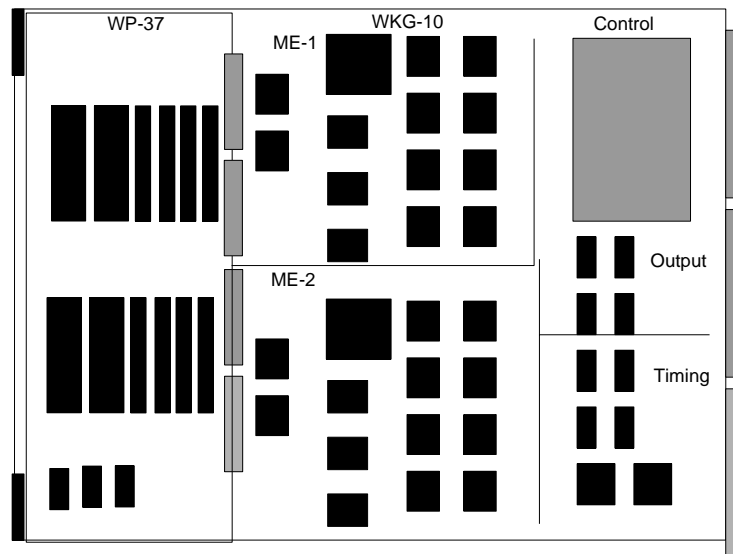 WP-37
WKG-10
Control
ME-1
Output
ME-2
Timing